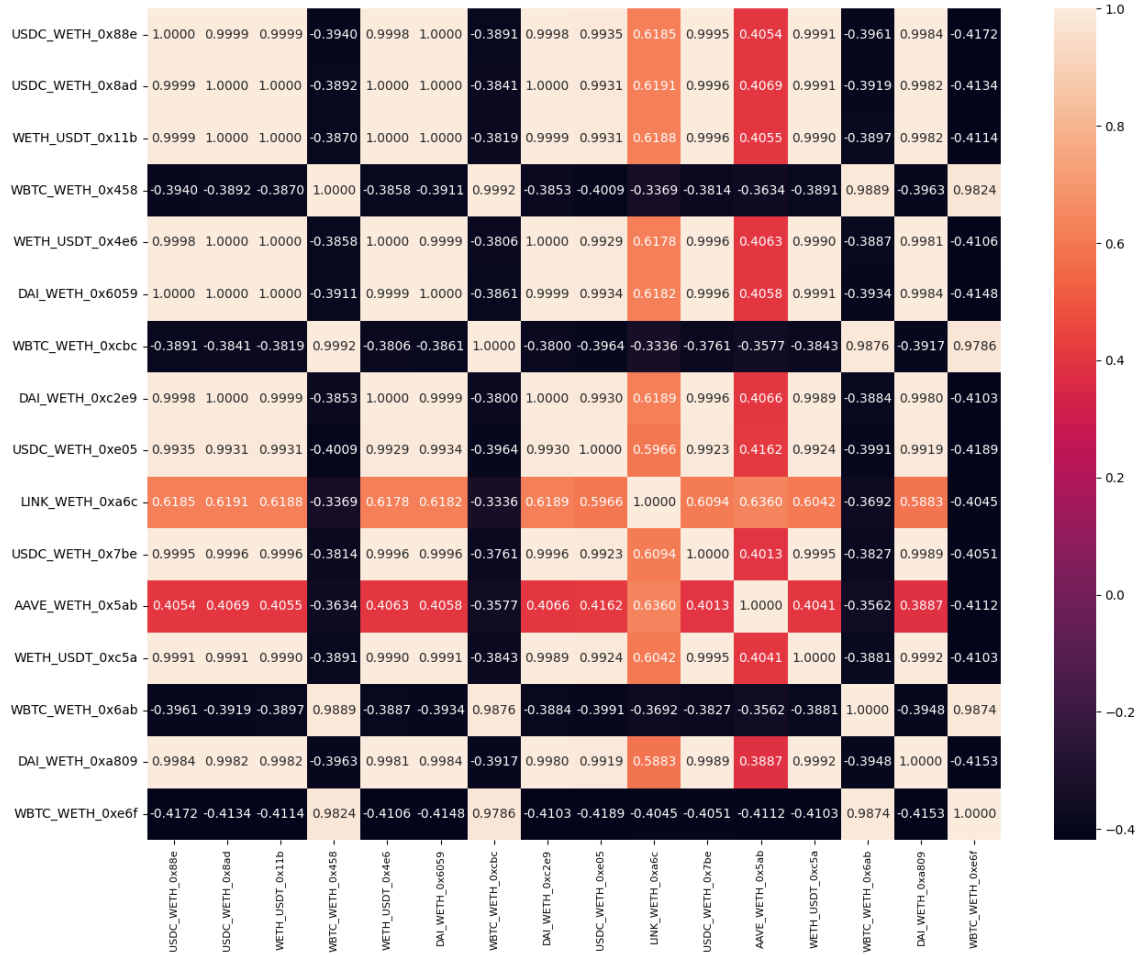 USDC_WETH_0x88e 1.0000 0.9999 0.9999 -0.3940 0.9998 1.0000 -0.3891 0.9998 0.9935 0.6185 0.9995 0.4054 0.9991 -0.3961 0.9984 -0.4172
USDC_WETH_0x8ad 0.9999 1.0000 1.0000 -0.3892 1.0000 1.0000 -0.3841 1.0000 0.9931 0.6191 0.9996 0.4069 0.9991 -0.3919 0.9982 -0.4134
WETH_USDT_0x11b 0.9999 1.0000 1.0000 -0.3870 1.0000 1.0000 -0.3819 0.9999 0.9931 0.6188 0.9996 0.4055 0.9990 -0.3897 0.9982 -0.4114
WBTC_WETH_0x458 -0.3940 -0.3892 -0.3870 1.0000 -0.3858 -0.3911 0.9992 -0.3853 -0.4009 -0.3369 -0.3814 -0.3634 -0.3891 0.9889 -0.3963 0.9824
WETH_USDT_0x4e6 0.9998 1.0000 1.0000 -0.3858 1.0000 0.9999 -0.3806 1.0000 0.9929 0.6178 0.9996 0.4063 0.9990 -0.3887 0.9981 -0.4106
DAI_WETH_0x6059 1.0000 1.0000 1.0000 -0.3911 0.9999 1.0000 -0.3861 0.9999 0.9934 0.6182 0.9996 0.4058 0.9991 -0.3934 0.9984 -0.4148
WBTC_WETH_0xcbc -0.3891 -0.3841 -0.3819 0.9992 -0.3806 -0.3861 1.0000 -0.3800 -0.3964 -0.3336 -0.3761 -0.3577 -0.3843 0.9876 -0.3917 0.9786
DAI_WETH_0xc2e9 0.9998 1.0000 0.9999 -0.3853 1.0000 0.9999 -0.3800 1.0000 0.9930 0.6189 0.9996 0.4066 0.9989 -0.3884 0.9980 -0.4103
USDC_WETH_0xe05 0.9935 0.9931 0.9931 -0.4009 0.9929 0.9934 -0.3964 0.9930 1.0000 0.5966 0.9923 0.4162 0.9924 -0.3991 0.9919 -0.4189
LINK_WETH_0xa6c 0.6185 0.6191 0.6188 -0.3369 0.6178 0.6182 -0.3336 0.6189 0.5966 1.0000 0.6094 0.6360 0.6042 -0.3692 0.5883 -0.4045
USDC_WETH_0x7be 0.9995 0.9996 0.9996 -0.3814 0.9996 0.9996 -0.3761 0.9996 0.9923 0.6094 1.0000 0.4013 0.9995 -0.3827 0.9989 -0.4051
AAVE_WETH_0x5ab 0.4054 0.4069 0.4055 -0.3634 0.4063 0.4058 -0.3577 0.4066 0.4162 0.6360 0.4013 1.0000 0.4041 -0.3562 0.3887 -0.4112
WETH_USDT_0xc5a 0.9991 0.9991 0.9990 -0.3891 0.9990 0.9991 -0.3843 0.9989 0.9924 0.6042 0.9995 0.4041 1.0000 -0.3881 0.9992 -0.4103
WBTC_WETH_0x6ab -0.3961 -0.3919 -0.3897 0.9889 -0.3887 -0.3934 0.9876 -0.3884 -0.3991 -0.3692 -0.3827 -0.3562 -0.3881 1.0000 -0.3948 0.9874
DAI_WETH_0xa809 0.9984 0.9982 0.9982 -0.3963 0.9981 0.9984 -0.3917 0.9980 0.9919 0.5883 0.9989 0.3887 0.9992 -0.3948 1.0000 -0.4153
WBTC_WETH_0xe6f -0.4172 -0.4134 -0.4114 0.9824 -0.4106 -0.4148 0.9786 -0.4103 -0.4189 -0.4045 -0.4051 -0.4112 -0.4103 0.9874 -0.4153 1.0000
USDC_WETH_0x88e
USDC_WETH_0x8ad
WETH_USDT_0x11b
WBTC_WETH_0x458
WETH_USDT_0x4e6
DAI_WETH_0x6059
WBTC_WETH_0xcbc
DAI_WETH_0xc2e9
USDC_WETH_0xe05
LINK_WETH_0xa6c
USDC_WETH_0x7be
AAVE_WETH_0x5ab
WETH_USDT_0xc5a
WBTC_WETH_0x6ab
DAI_WETH_0xa809
WBTC_WETH_0xe6f
1.0
0.8
0.6
0.4
0.2
0.0
−0.2
−0.4